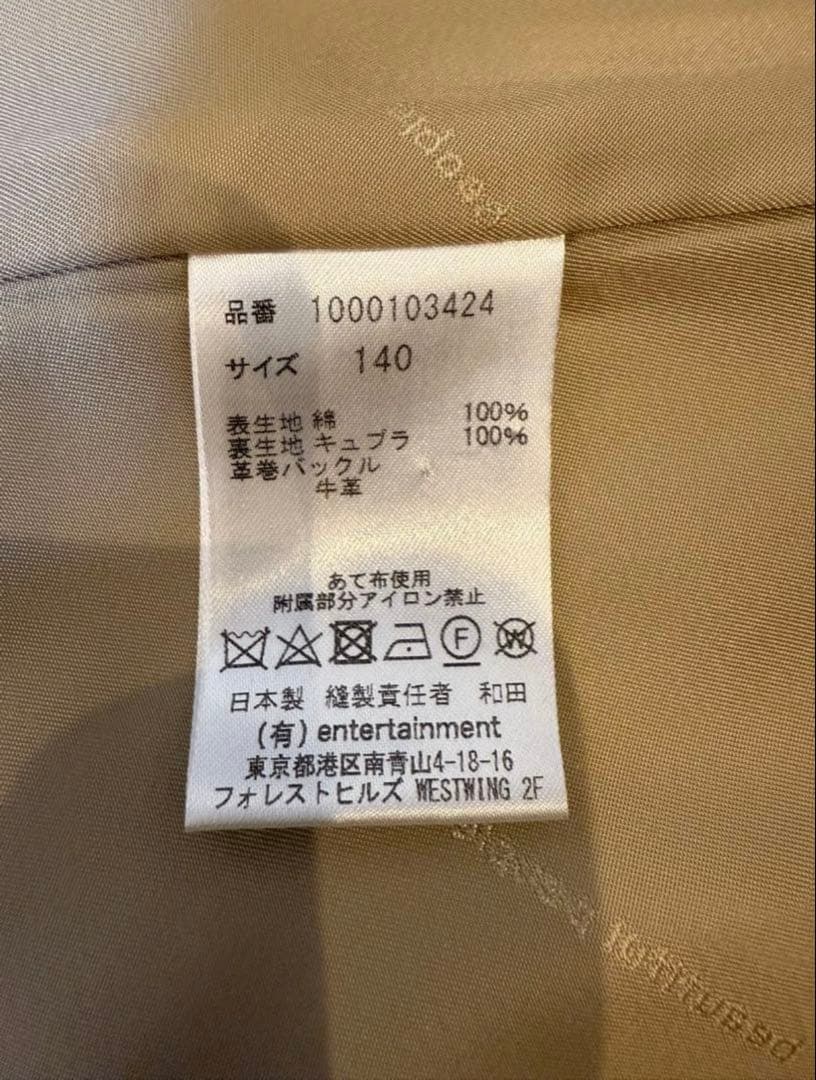 people
品番 1000103424
サイズ 140
表生地 綿 100%
裏生地 キュプラ 100%
革巻バックル
牛革
あて布使用
附属部分アイロン禁止
F
W
日本製 縫製責任者 和田
(有) entertainment
東京都港区南青山4-18-16
フォレストヒルズ WESTWING 2F
beautiful